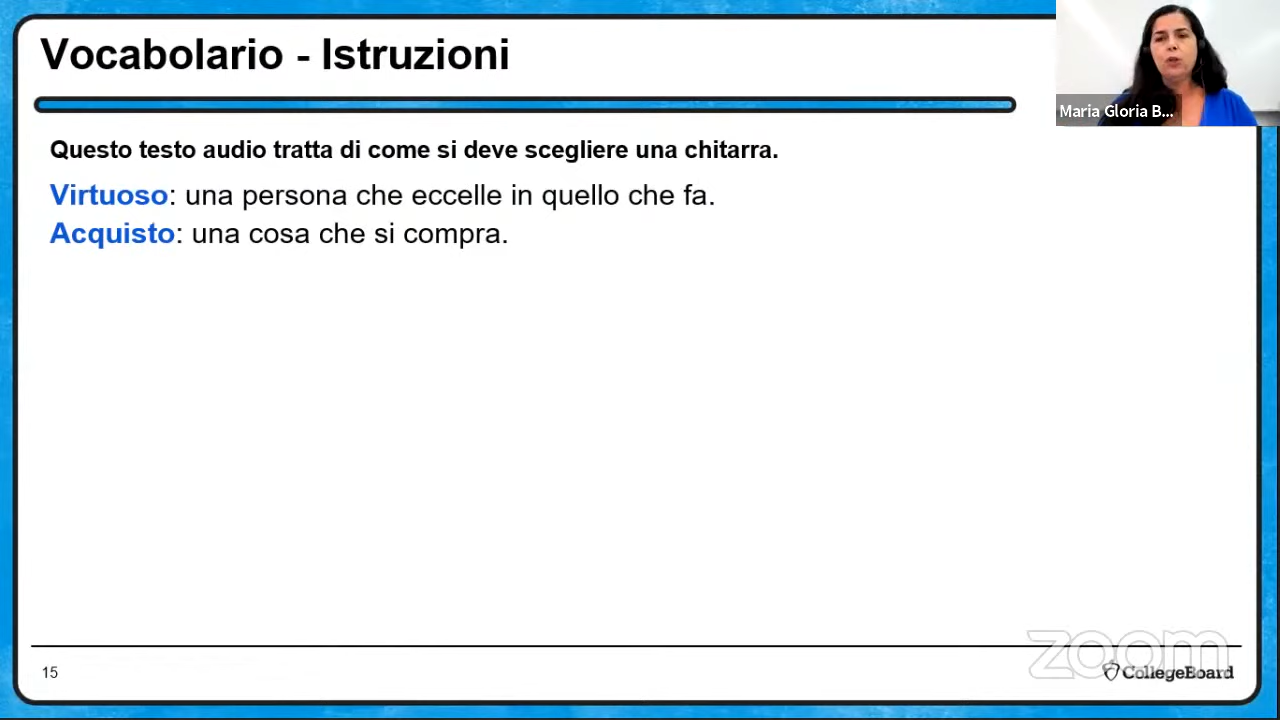 Vocabolario - Istruzioni
Maria Gloria B...
Questo testo audio tratta di come si deve scegliere una chitarra.
Virtuoso: una persona che eccelle in quello che fa.
Acquisto: una cosa che si compra.
zoom
15
CollegeBoard